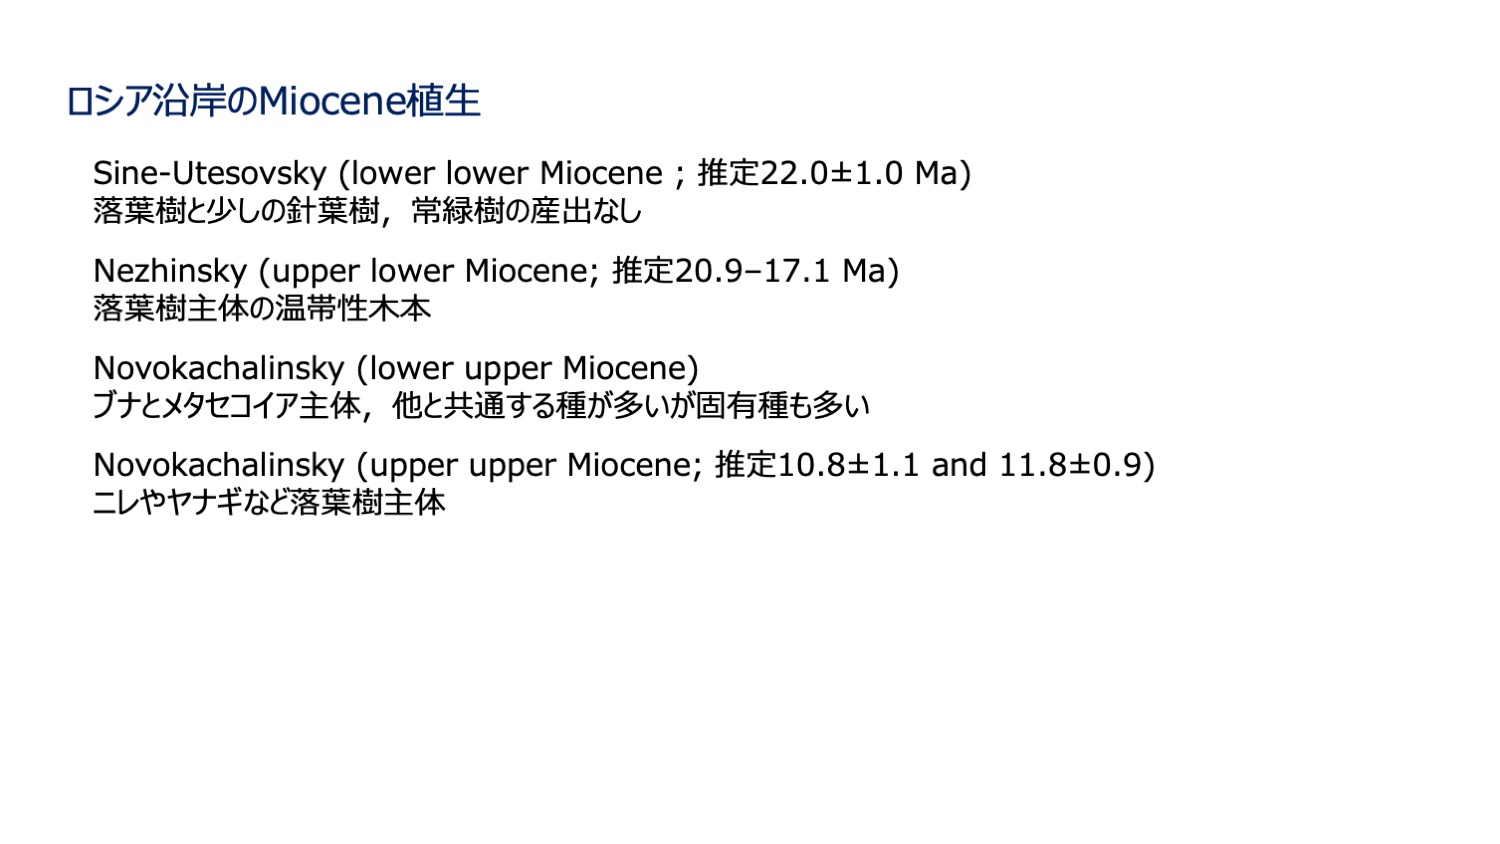 ロシア沿岸のMiocene植生
Sine-Utesovsky (lower lower Miocene ; 推定22.0±1.0 Ma)
落葉樹と少しの針葉樹，常緑樹の産出なし
Nezhinsky (upper lower Miocene; 推定20.9–17.1 Ma)
落葉樹主体の温帯性木本
Novokachalinsky (lower upper Miocene)
ブナとメタセコイア主体，他と共通する種が多いが固有種も多い
Novokachalinsky (upper upper Miocene; 推定10.8±1.1 and 11.8±0.9)
ニレやヤナギなど落葉樹主体